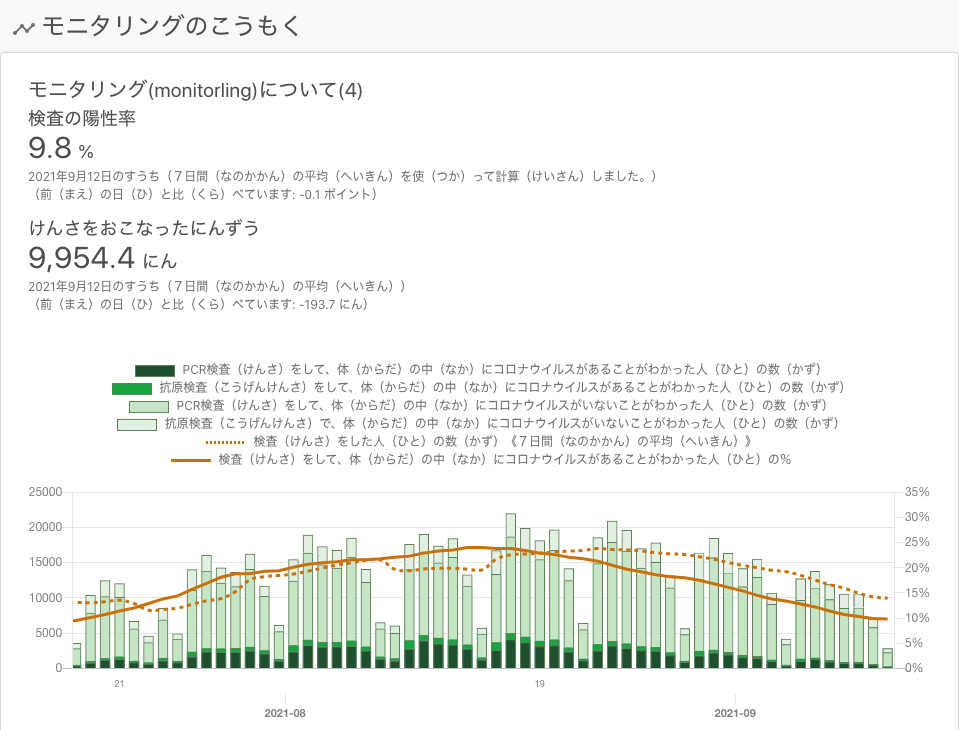 モニタリングのこうもく
モニタリング(monitorling)について(4)
検査の陽性率
9.8 %
2021年9月12日のすうち（７日間（なのかかん）の平均（へいきん）を使（つか）って計算（けいさん）しました。）
（前（まえ）の日（ひ）と比（くら）べています: -0.1 ポイント）
けんさをおこなったにんずう
9,954.4 にん
2021年9月12日のすうち（７日間（なのかかん）の平均（へいきん））
（前（まえ）の日（ひ）と比（くら）べています: -193.7 にん）
PCR検査（けんさ）をして、体（からだ）の中（なか）にコロナウイルスがあることがわかった人（ひと）の数（かず）
抗原検査（こうげんけんさ）をして、体（からだ）の中（なか）にコロナウイルスがあることがわかった人（ひと）の数（かず）
PCR検査（けんさ）をして、体（からだ）の中（なか）にコロナウイルスがいないことがわかった人（ひと）の数（かず）
抗原検査（こうげんけんさ）で、体（からだ）の中（なか）にコロナウイルスがいないことがわかった人（ひと）の数（かず）
検査（けんさ）をした人（ひと）の数（かず）《７日間（なのかかん）の平均（へいきん）》
検査（けんさ）をして、体（からだ）の中（なか）にコロナウイルスがあることがわかった人（ひと）の％
25000 35%
30%
20000
25%
15000 20%
15%
10000
10%
5000
5%
0 0%
21 19
2021-08 2021-09